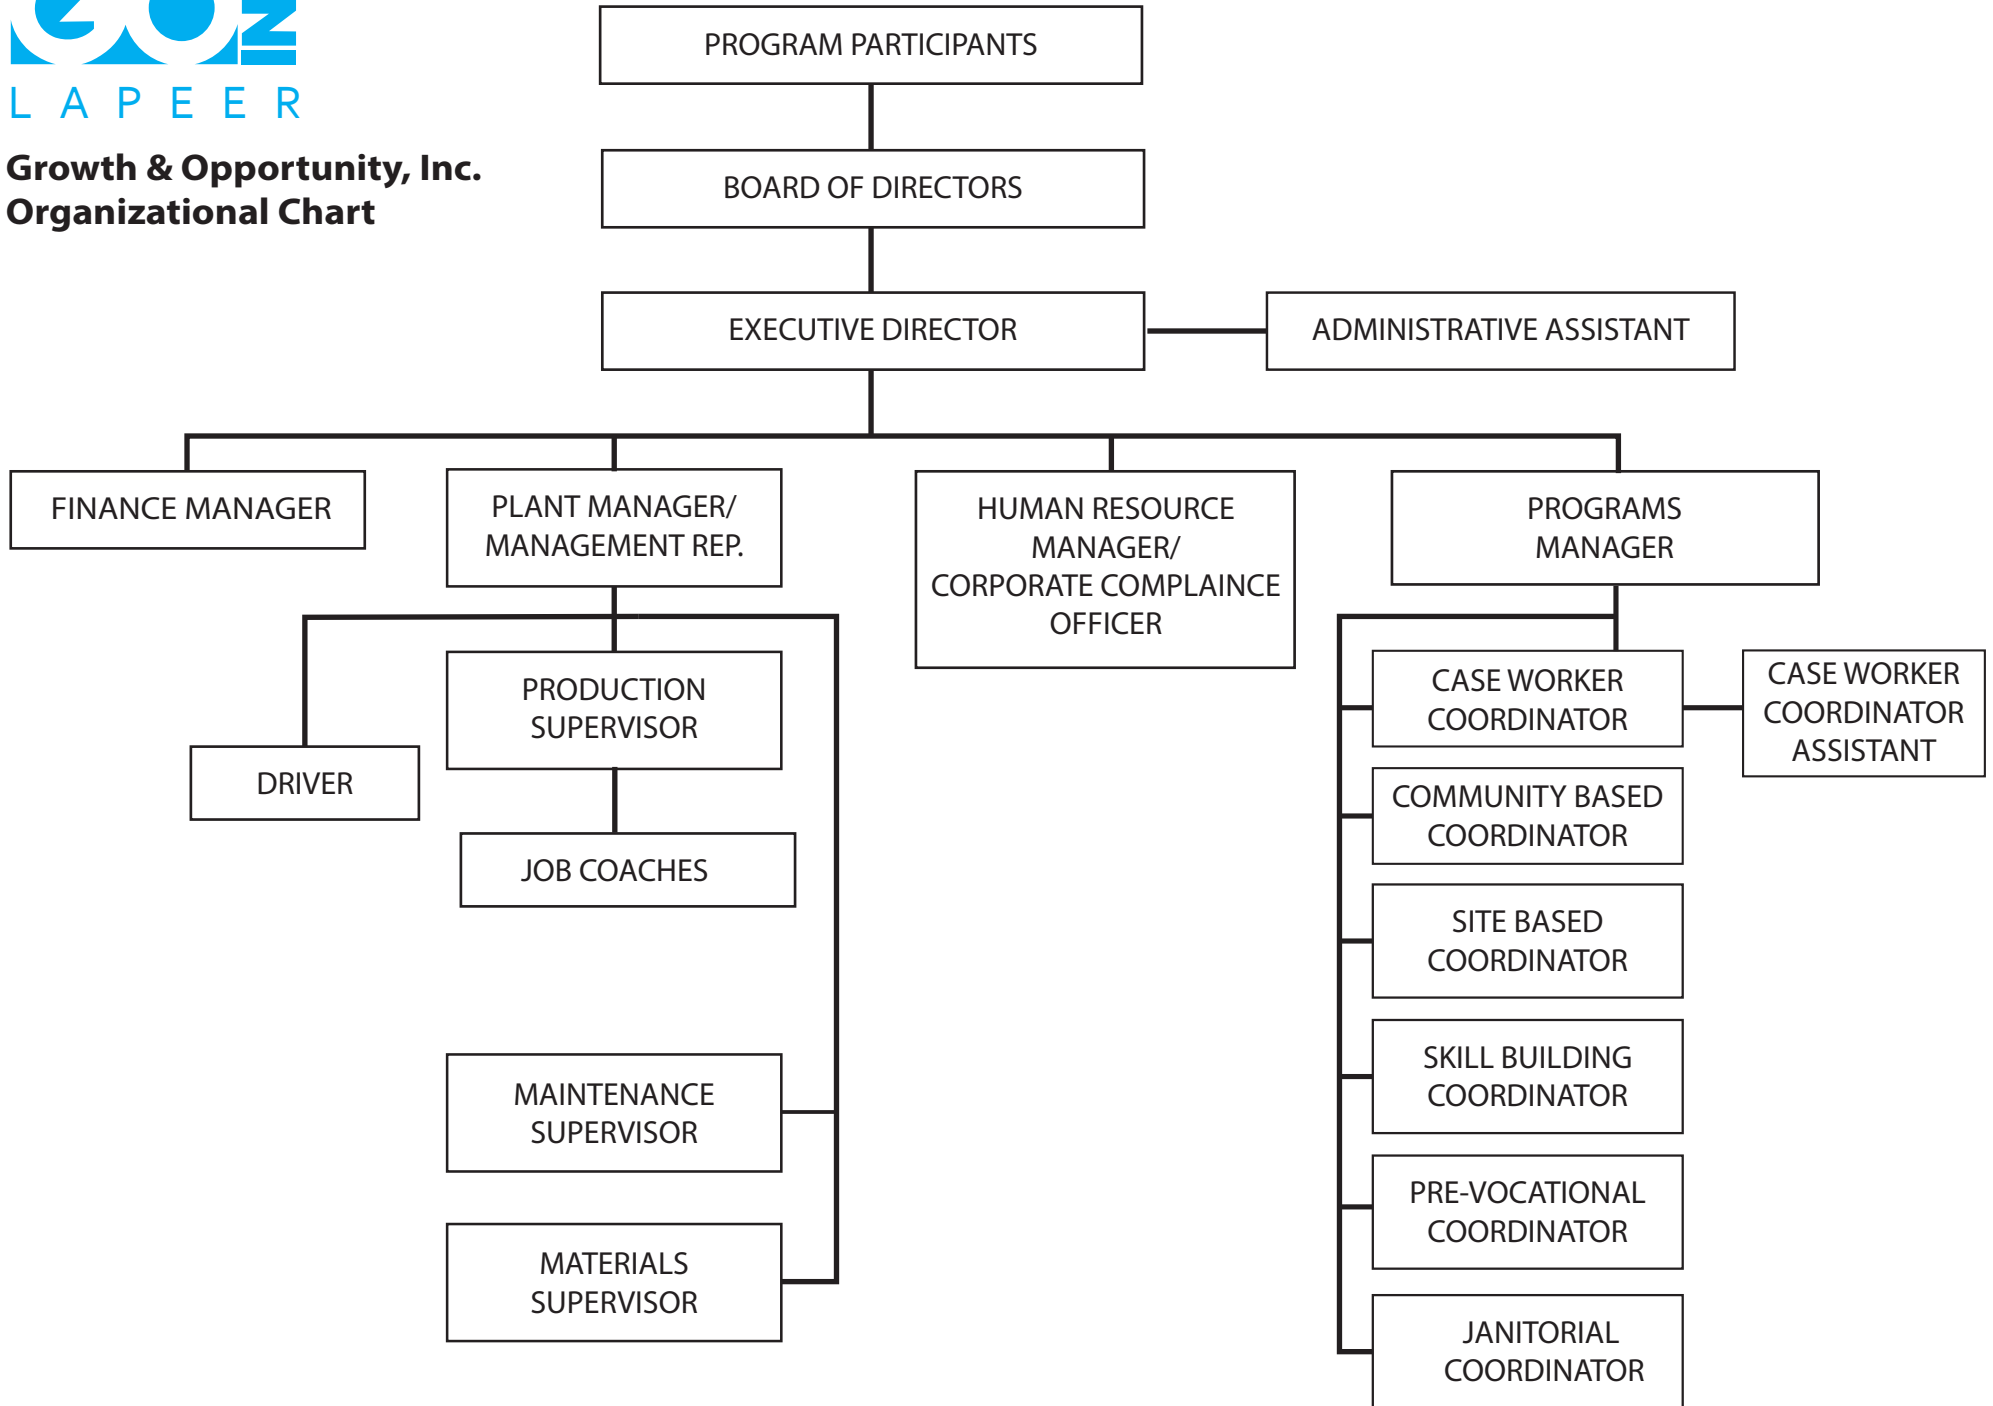 GO
LAPEER
Growth & Opportunity, Inc.
Organizational Chart
PROGRAM PARTICIPANTS
BOARD OF DIRECTORS
EXECUTIVE DIRECTOR
ADMINISTRATIVE ASSISTANT
FINANCE MANAGER
PLANT MANAGER/
MANAGEMENT REP.
HUMAN RESOURCE
MANAGER/
CORPORATE COMPLAINCE
OFFICER
PROGRAMS
MANAGER
DRIVER
PRODUCTION
SUPERVISOR
JOB COACHES
MAINTENANCE
SUPERVISOR
MATERIALS
SUPERVISOR
CASE WORKER
COORDINATOR
CASE WORKER
COORDINATOR
ASSISTANT
COMMUNITY BASED
COORDINATOR
SITE BASED
COORDINATOR
SKILL BUILDING
COORDINATOR
PRE-VOCATIONAL
COORDINATOR
JANITORIAL
COORDINATOR